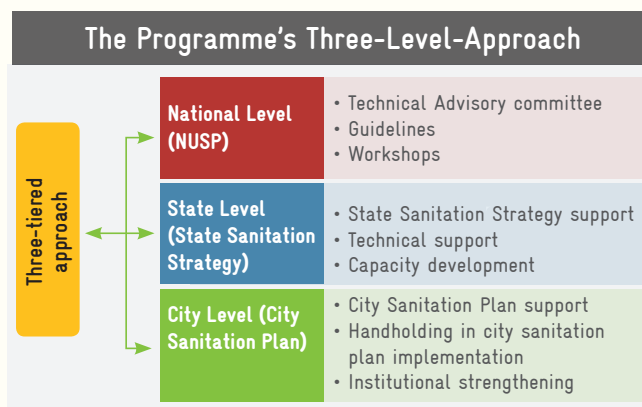 The Programme's Three-Level-Approach
Three-tiered
approach
National Level
(NUSP)
• Technical Advisory committee
• Guidelines
• Workshops
State Level
(State Sanitation
Strategy)
• State Sanitation Strategy support
• Technical support
• Capacity development
City Level (City
Sanitation Plan)
• City Sanitation Plan support
• Handholding in city sanitation
plan implementation
• Institutional strengthening